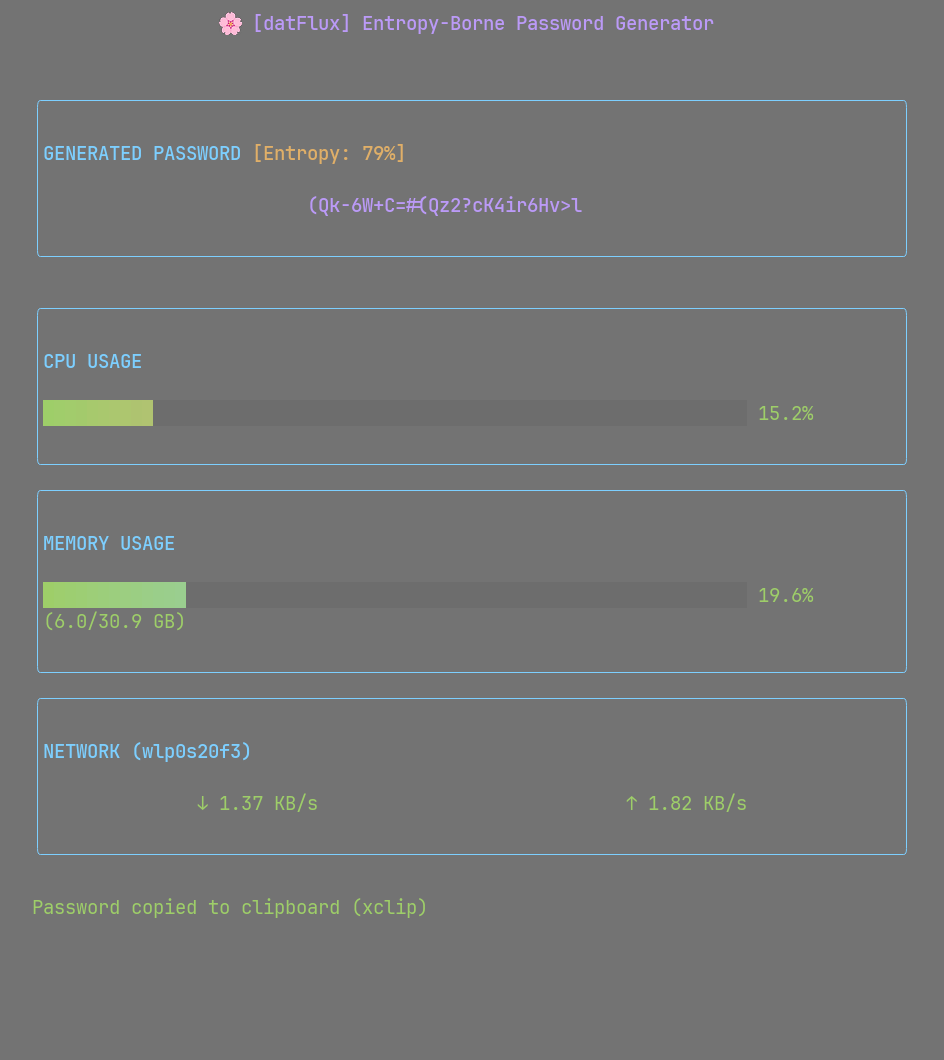 🌸 [datFlux] Entropy-Borne Password Generator
GENERATED PASSWORD [Entropy: 79%]
(Qk-6W+C=#{Qz2?cK4ir6Hv>l
CPU USAGE
15.2%
MEMORY USAGE
19.6%
(6.0/30.9 GB)
NETWORK (wlp0s20f3)
↓ 1.37 KB/s ↑ 1.82 KB/s
Password copied to clipboard (xclip)